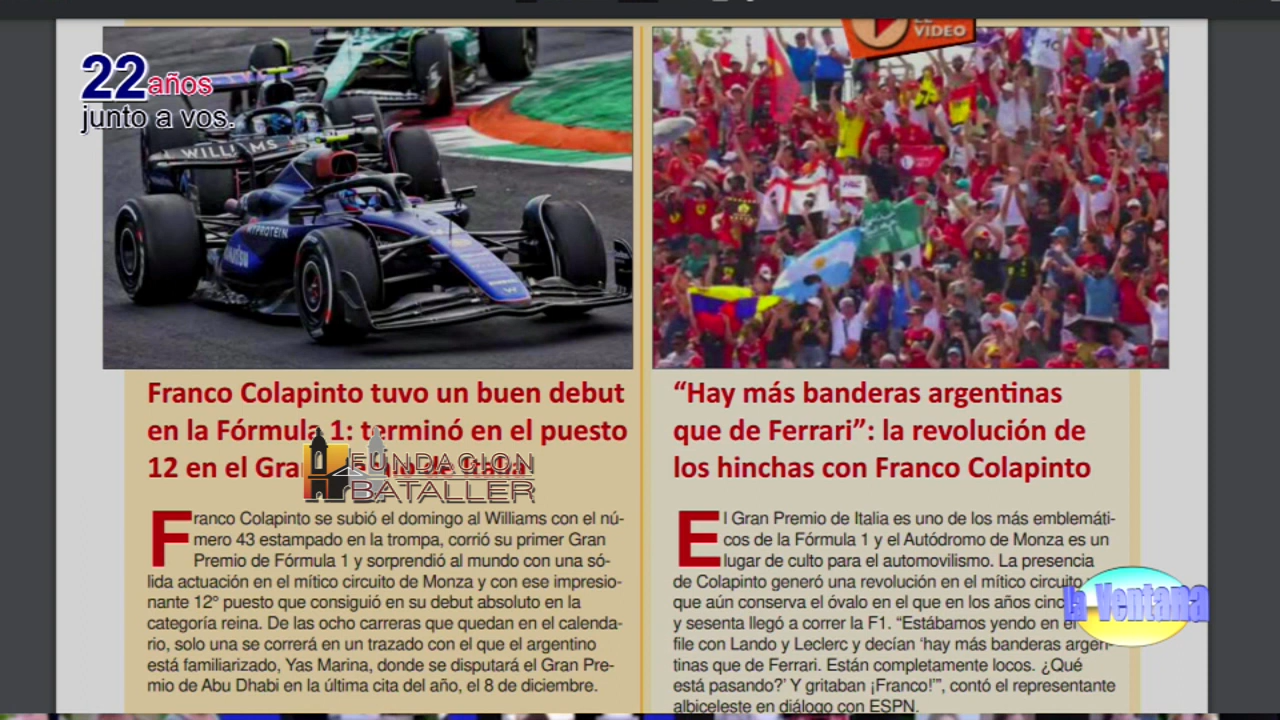 EL
VIDEO
22 años
junto a vos.
WILLIAMS
MYPROTEIN
KOMATSU
Franco Colapinto tuvo un buen debut
en la Fórmula 1: terminó en el puesto
12 en el Gran Premio de Italia
FUNDACION
BATALLER
Franco Colapinto se subió el domingo al Williams con el nú-
mero 43 estampado en la trompa, corrió su primer Gran
Premio de Fórmula 1 y sorprendió al mundo con una só-
lida actuación en el mítico circuito de Monza y con ese impresio-
nante 12° puesto que consiguió en su debut absoluto en la
categoría reina. De las ocho carreras que quedan en el calenda-
rio, solo una se correrá en un trazado con el que el argentino
está familiarizado, Yas Marina, donde se disputará el Gran Pre-
mio de Abu Dhabi en la última cita del año, el 8 de diciembre.
“Hay más banderas argentinas
que de Ferrari”: la revolución de
los hinchas con Franco Colapinto
El Gran Premio de Italia es uno de los más emblemáti-
cos de la Fórmula 1 y el Autódromo de Monza es un
lugar de culto para el automovilismo. La presencia
de Colapinto generó una revolución en el mítico circuito
que aún conserva el óvalo en el que en los años cinc
y sesenta llegó a correr la F1. “Estábamos yendo en el
file con Lando y Leclerc y decían ‘hay más banderas argen-
tinas que de Ferrari. Están completamente locos. ¿Qué
está pasando?’ Y gritaban ¡Franco!’”, contó el representante
albiceleste en diálogo con ESPN.
la Ventana